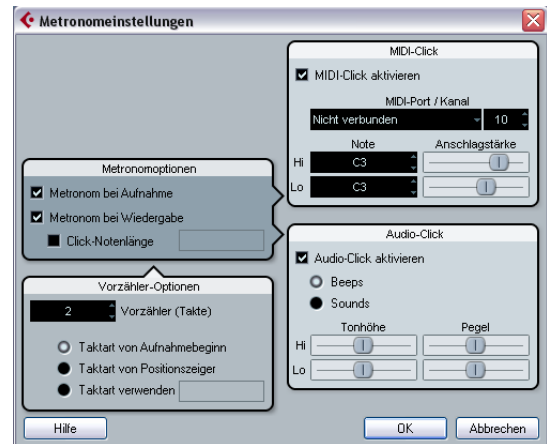 Metronomeinstellungen
MIDI-Click
MIDI-Click aktivieren
MIDI-Port / Kanal
Nicht verbunden 10
Note Anschlagstärke
Hi C3
Lo C3
Metronomoptionen
Metronom bei Aufnahme
Metronom bei Wiedergabe
Click-Notenlänge
Audio-Click
Audio-Click aktivieren
Beeps
Sounds
Tonhöhe Pegel
Hi
Lo
Vorzähler-Optionen
2 Vorzähler (Takte)
Taktart von Aufnahmebeginn
Taktart von Positionszeiger
Taktart verwenden
Hilfe OK Abbrechen